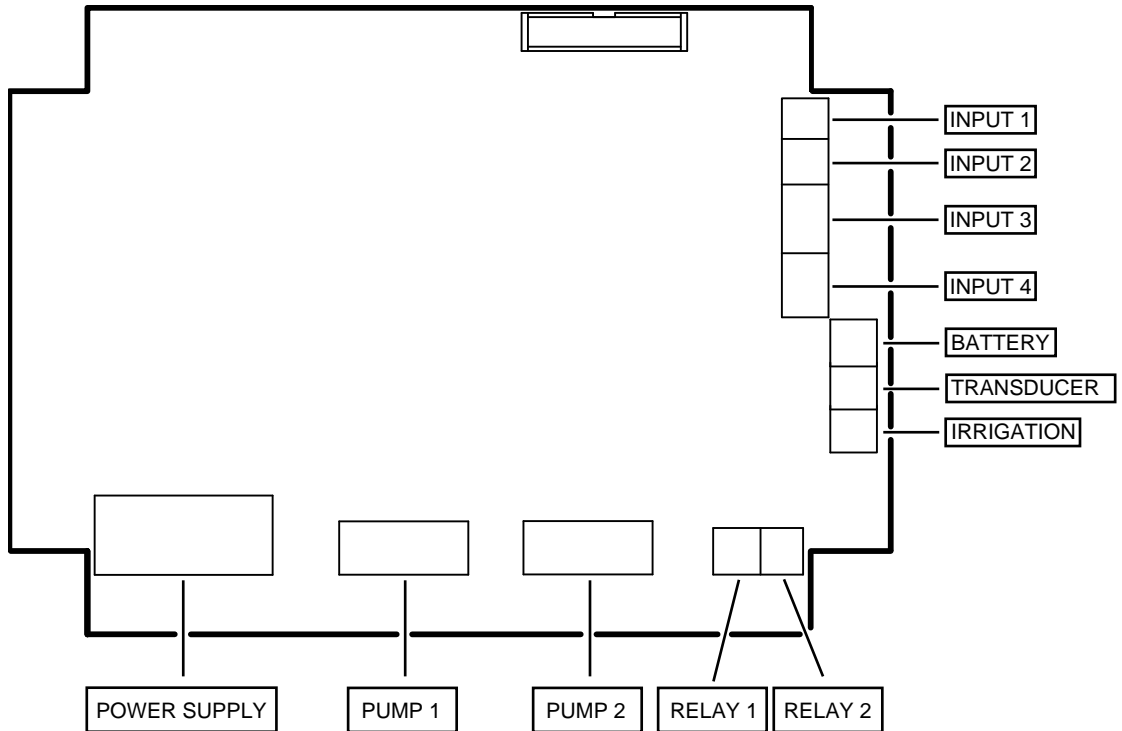 INPUT 1
INPUT 2
INPUT 3
INPUT 4
BATTERY
TRANSDUCER
IRRIGATION
POWER SUPPLY
PUMP 1
PUMP 2
RELAY 1
RELAY 2